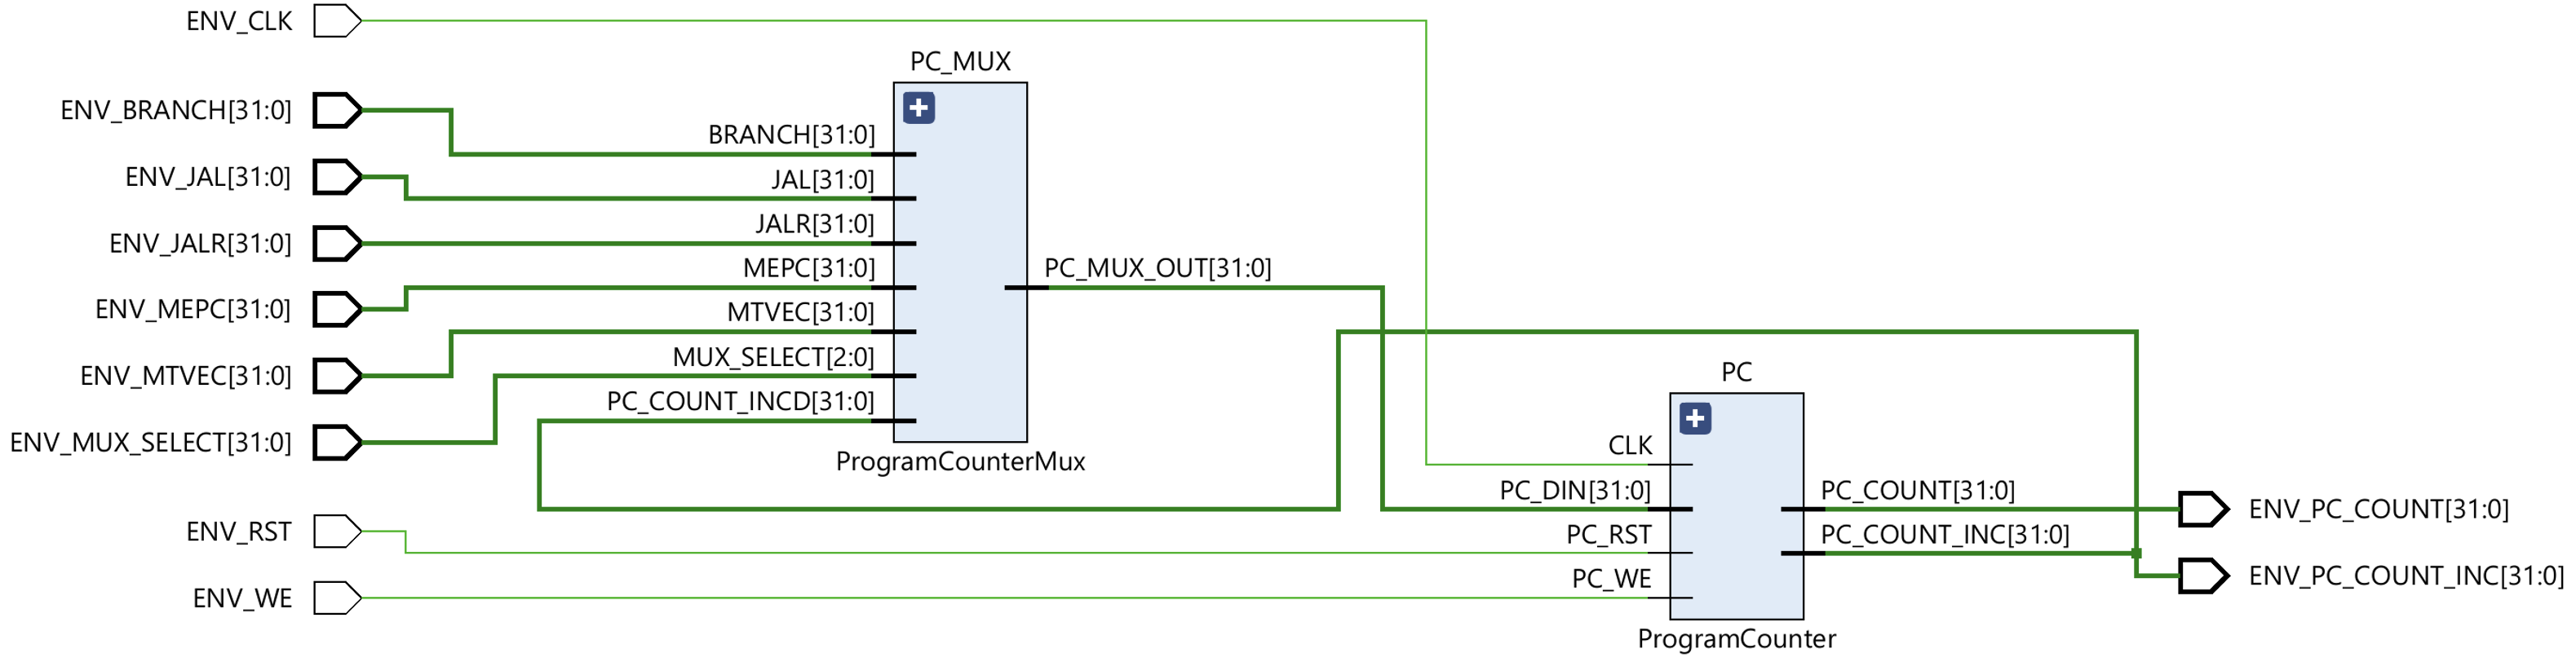 ENV_CLK
PC_MUX
ENV_BRANCH[31:0]
BRANCH[31:0]
ENV_JAL[31:0]
JAL[31:0]
JALR[31:0]
ENV_JALR[31:0]
MEPC[31:0]
PC_MUX_OUT[31:0]
ENV_MEPC[31:0]
MTVEC[31:0]
MUX_SELECT[2:0]
ENV_MTVEC[31:0]
PC
PC_COUNT_INCD[31:0]
ENV_MUX_SELECT[31:0]
ProgramCounterMux
CLK
PC_DIN[31:0]
PC_COUNT[31:0]
ENV_PC_COUNT[31:0]
ENV_RST
PC_RST
PC_COUNT_INC[31:0]
PC_WE
ENV_PC_COUNT_INC[31:0]
ENV_WE
ProgramCounter